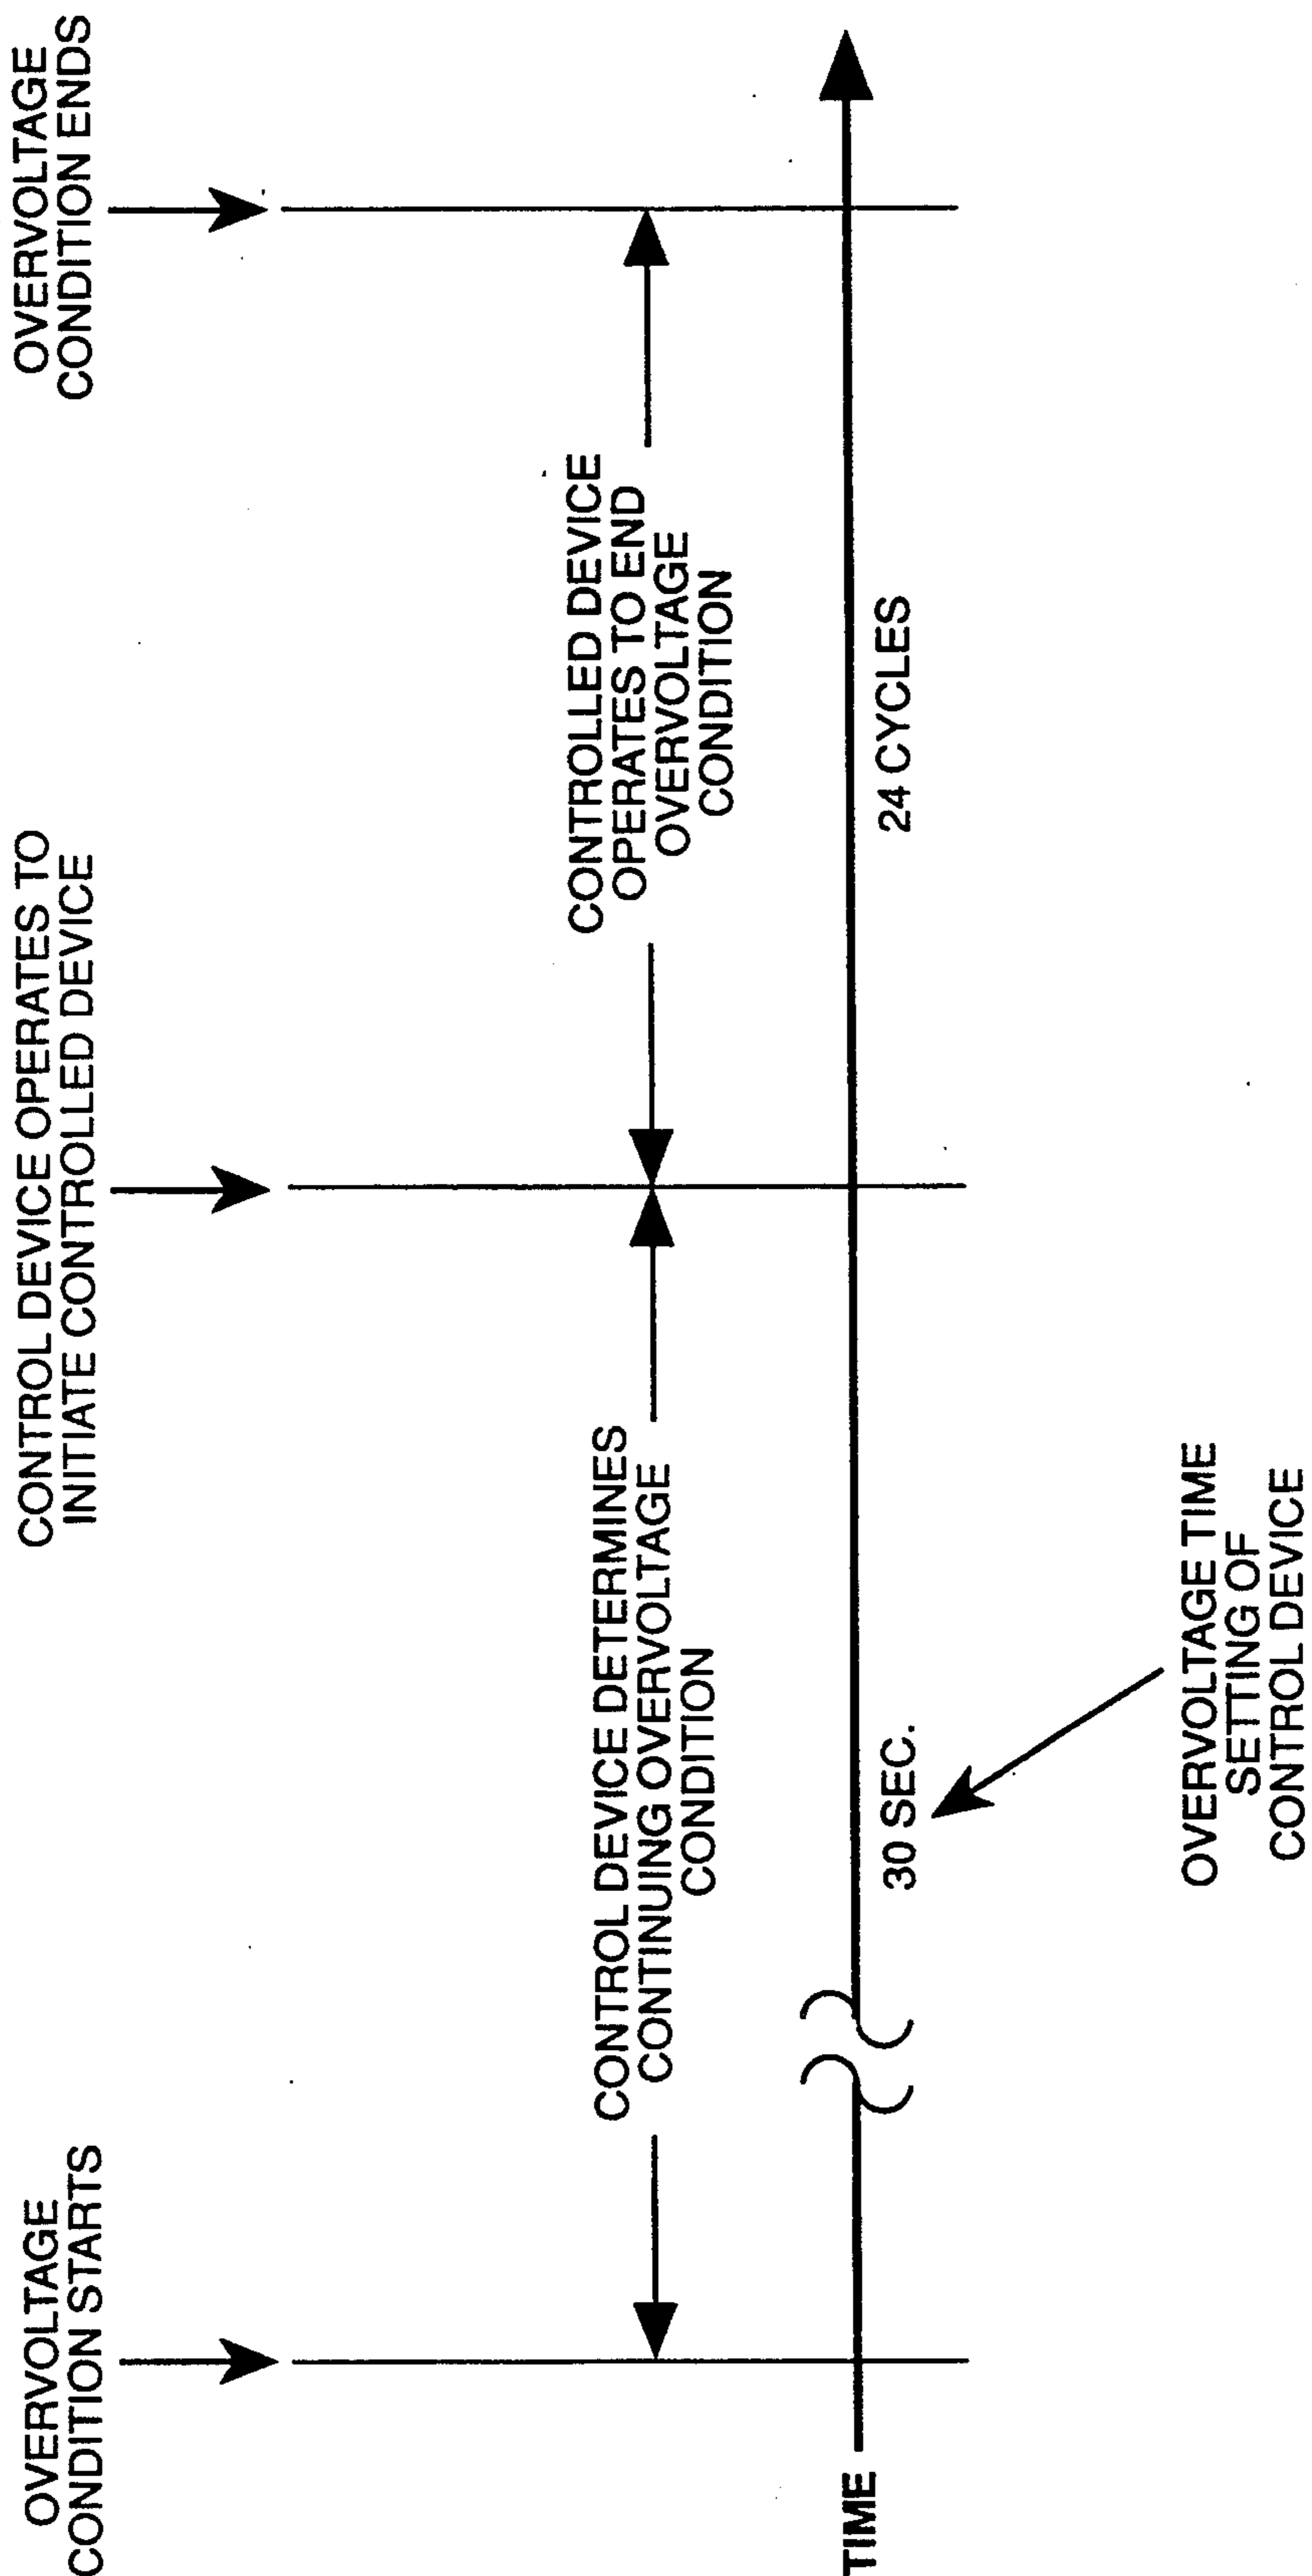 OVERVOLTAGE
CONDITION STARTS
CONTROL DEVICE OPERATES TO
INITIATE CONTROLLED DEVICE
OVERVOLTAGE
CONDITION ENDS
CONTROL DEVICE DETERMINES
CONTINUING OVERVOLTAGE
CONDITION
CONTROLLED DEVICE
OPERATES TO END
OVERVOLTAGE
CONDITION
TIME
30 SEC.
24 CYCLES
OVERVOLTAGE TIME
SETTING OF
CONTROL DEVICE